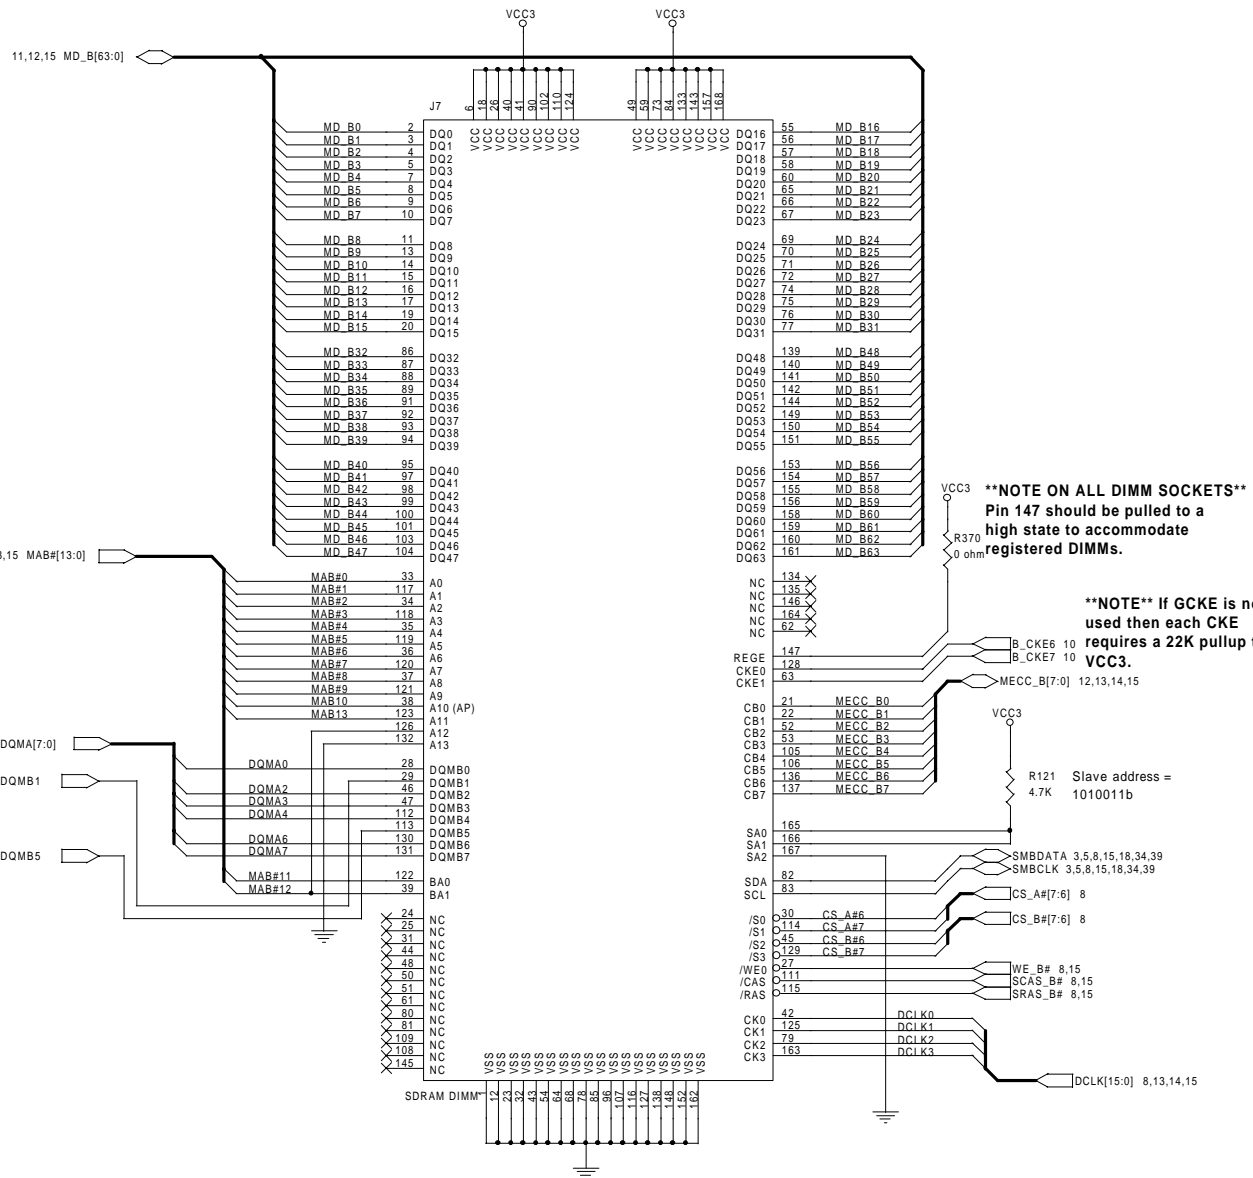 VCC3 VCC3
11,12,15 MD_B[63:0]
J7
6 18 26 40 41 90 102 110 124 49 59 73 84 133 143 157 168
VCC VCC VCC VCC VCC VCC VCC VCC VCC VCC VCC VCC VCC VCC VCC VCC
MD_B0 2 DQ0 DQ16 55 MD_B16
MD_B1 3 DQ1 DQ17 56 MD_B17
MD_B2 4 DQ2 DQ18 57 MD_B18
MD_B3 5 DQ3 DQ19 58 MD_B19
MD_B4 7 DQ4 DQ20 60 MD_B20
MD_B5 8 DQ5 DQ21 65 MD_B21
MD_B6 9 DQ6 DQ22 66 MD_B22
MD_B7 10 DQ7 DQ23 67 MD_B23
MD_B8 11 DQ8 DQ24 69 MD_B24
MD_B9 13 DQ9 DQ25 70 MD_B25
MD_B10 14 DQ10 DQ26 71 MD_B26
MD_B11 15 DQ11 DQ27 72 MD_B27
MD_B12 16 DQ12 DQ28 74 MD_B28
MD_B13 17 DQ13 DQ29 75 MD_B29
MD_B14 19 DQ14 DQ30 76 MD_B30
MD_B15 20 DQ15 DQ31 77 MD_B31
MD_B32 86 DQ32 DQ48 139 MD_B48
MD_B33 87 DQ33 DQ49 140 MD_B49
MD_B34 88 DQ34 DQ50 141 MD_B50
MD_B35 89 DQ35 DQ51 142 MD_B51
MD_B36 91 DQ36 DQ52 144 MD_B52
MD_B37 92 DQ37 DQ53 149 MD_B53
MD_B38 93 DQ38 DQ54 150 MD_B54
MD_B39 94 DQ39 DQ55 151 MD_B55
MD_B40 95 DQ40 DQ56 153 MD_B56
MD_B41 97 DQ41 DQ57 154 MD_B57
MD_B42 98 DQ42 DQ58 155 MD_B58
MD_B43 99 DQ43 DQ59 156 MD_B59
MD_B44 100 DQ44 DQ60 158 MD_B60
MD_B45 101 DQ45 DQ61 159 MD_B61
MD_B46 103 DQ46 DQ62 160 MD_B62
MD_B47 104 DQ47 DQ63 161 MD_B63
VCC3
R370
0 ohm
**NOTE ON ALL DIMM SOCKETS**
Pin 147 should be pulled to a
high state to accommodate
registered DIMMs.
,15 MAB#[13:0]
MAB#0 33 A0 NC 134
MAB#1 117 A1 NC 135
MAB#2 34 A2 NC 146
MAB#3 118 A3 NC 164
MAB#4 35 A4 NC 62
MAB#5 119 A5
MAB#6 36 A6 REGE 147
MAB#7 120 A7 CKE0 128 B_CKE6 10
MAB#8 37 A8 CKE1 63 B_CKE7 10
MAB#9 121 A9
MAB10 38 A10 (AP)
MAB13 123 A11
126 A12
132 A13
**NOTE** If GCKE is
used then each CKE
requires a 22K pullup
VCC3.
CB0 21 MECC_B0
CB1 22 MECC_B1
CB2 52 MECC_B2
CB3 53 MECC_B3
CB4 105 MECC_B4
CB5 106 MECC_B5
CB6 136 MECC_B6
CB7 137 MECC_B7
MECC_B[7:0] 12,13,14,15
DQMA[7:0]
DQMB1
DQMB5
DQMA0 28 DQMB0
29 DQMB1
DQMA2 46 DQMB2
DQMA3 47 DQMB3
DQMA4 112 DQMB4
113 DQMB5
DQMA6 130 DQMB6
DQMA7 131 DQMB7
VCC3
R121
4.7K
Slave address =
1010011b
SA0 165
SA1 166
SA2 167
MAB#11 122 BA0
MAB#12 39 BA1
SDA 82 SMBDATA 3,5,8,15,18,34,39
SCL 83 SMBCLK 3,5,8,15,18,34,39
24 NC
25 NC
31 NC
44 NC
48 NC
50 NC
51 NC
61 NC
80 NC
81 NC
109 NC
108 NC
145 NC
/S0 30 CS_A#6
/S1 114 CS_A#7
/S2 45 CS_B#6
/S3 129 CS_B#7
CS_A#[7:6] 8
CS_B#[7:6] 8
/WE0 27 WE_B# 8,15
/CAS 111 SCAS_B# 8,15
/RAS 115 SRAS_B# 8,15
CK0 42 DCLK0
CK1 125 DCLK1
CK2 79 DCLK2
CK3 163 DCLK3
DCLK[15:0] 8,13,14,15
VSS VSS VSS VSS VSS VSS VSS VSS VSS VSS VSS VSS VSS VSS VSS VSS VSS VSS
SDRAM DIMM
1 12 23 32 43 54 64 68 78 85 96 107 116 127 138 148 152 162